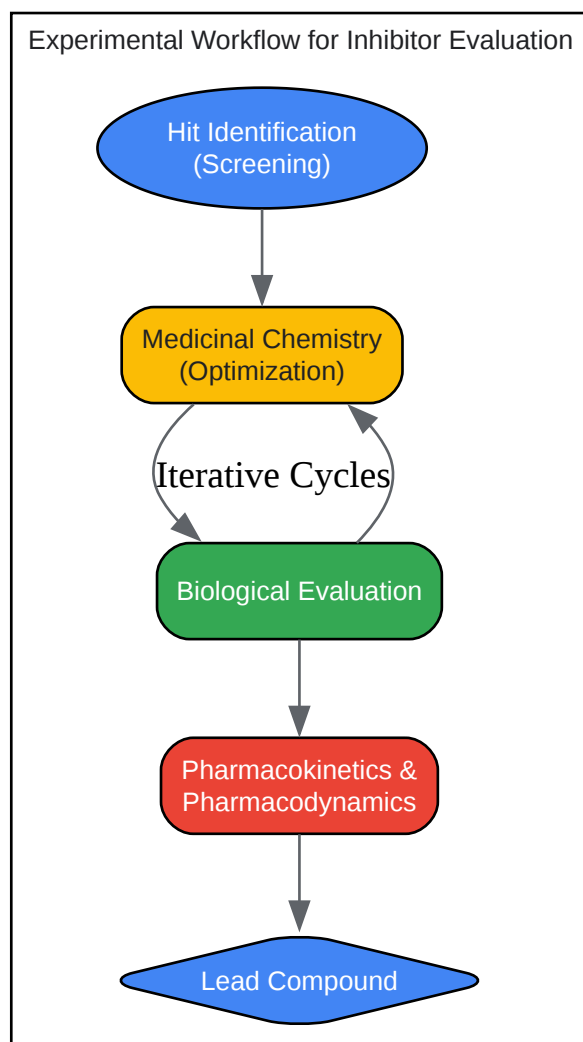 Experimental Workflow for Inhibitor Evaluation
Hit Identification
(Screening)
Medicinal Chemistry
(Optimization)
Iterative Cycles
Biological Evaluation
Pharmacokinetics &
Pharmacodynamics
Lead Compound